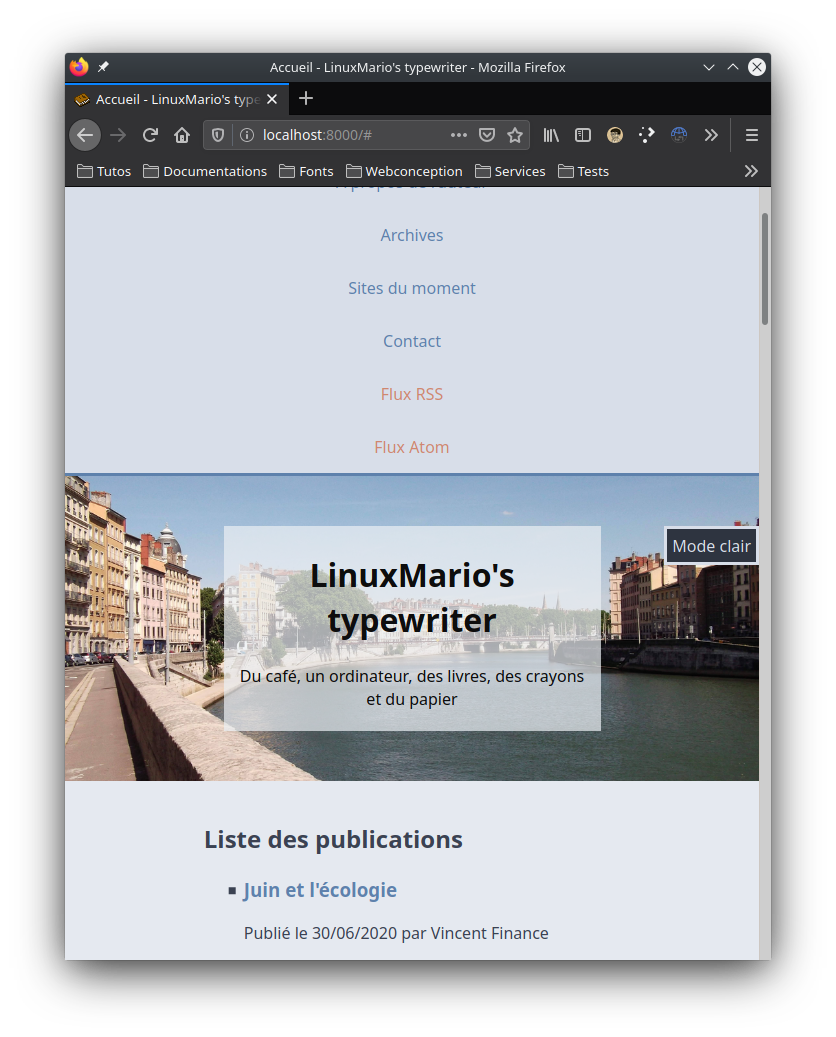 Accueil - LinuxMario's typewriter - Mozilla Firefox
Accueil - LinuxMario's type
localhost:8000/#
Tutos Documentations Fonts Webconception Services Tests
Archives
Sites du moment
Contact
Flux RSS
Flux Atom
Mode clair
LinuxMario's
typewriter
Du café, un ordinateur, des livres, des crayons
et du papier
Liste des publications
Juin et l'écologie
Publié le 30/06/2020 par Vincent Finance